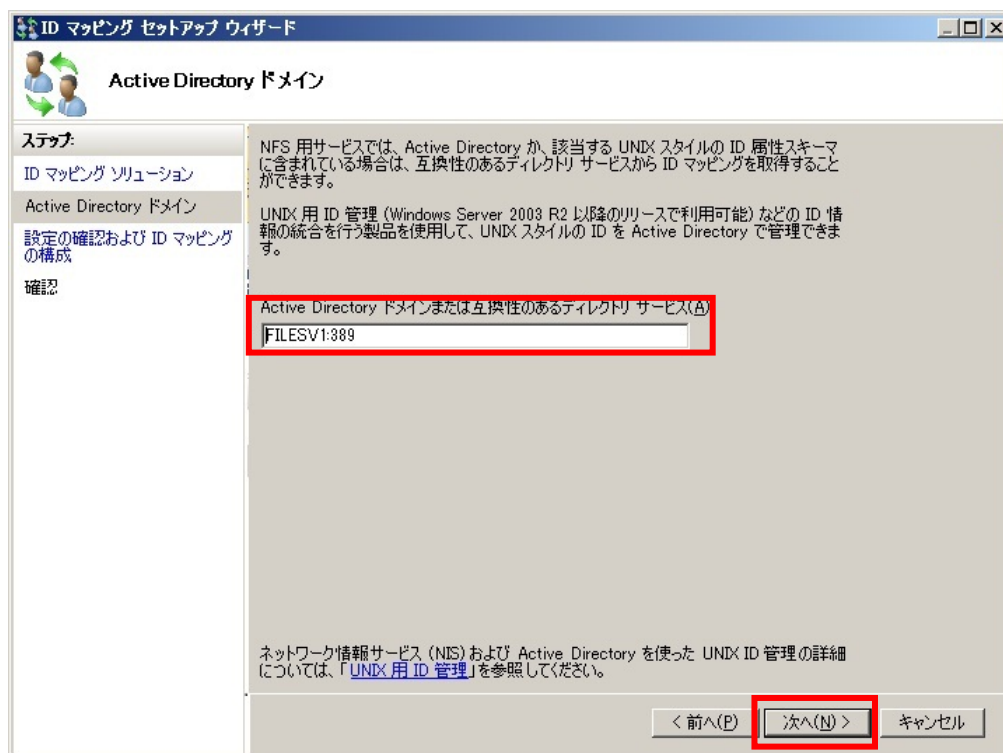 ID マッピング セットアップ ウィザード
Active Directory ドメイン
ステップ:
ID マッピング ソリューション
Active Directory ドメイン
設定の確認および ID マッピング
の構成
確認
NFS 用サービスでは、Active Directory か、該当する UNIX スタイルの ID 属性スキーマ
に含まれている場合は、互換性のあるディレクトリ サービスから ID マッピングを取得すること
ができます。
UNIX 用 ID 管理 (Windows Server 2003 R2 以降のリリースで利用可能) などの ID 情
報の統合を行う製品を使用して、UNIX スタイルの ID を Active Directory で管理できま
す。
Active Directory ドメインまたは互換性のあるディレクトリ サービス(A)
FILESV1:389
ネットワーク情報サービス (NIS) および Active Directory を使った UNIX ID 管理の詳細
については、「UNIX 用 ID 管理」を参照してください。
< 前へ(P)
次へ(N) >
キャンセル